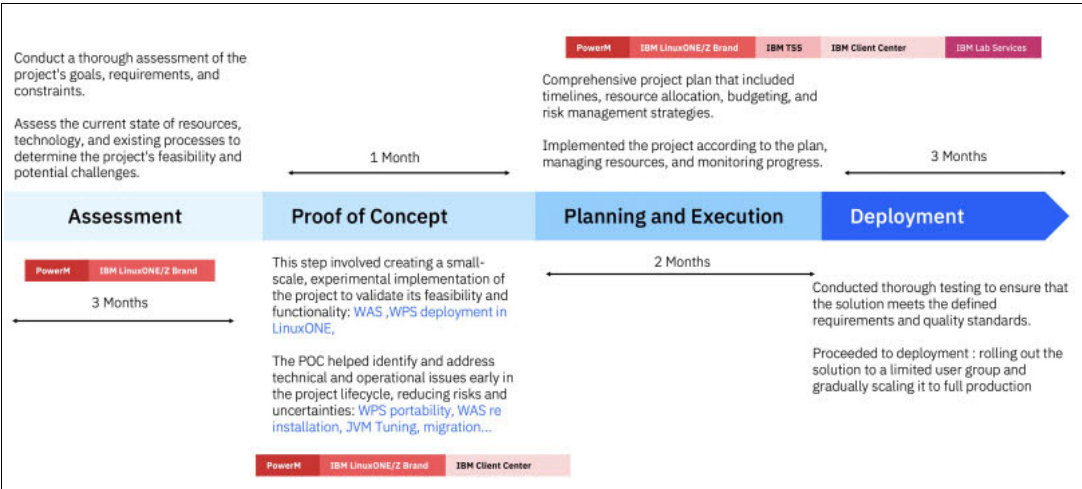 Conduct a thorough assessment of the
project's goals, requirements, and
constraints.
Assess the current state of resources,
technology, and existing processes to
determine the project's feasibility and
potential challenges.
1 Month
PowerM IBM LinuxONE/Z Brand IBM TSS IBM Client Center IBM Lab Services
Comprehensive project plan that included
timelines, resource allocation, budgeting, and
risk management strategies.
Implemented the project according to the plan,
managing resources, and monitoring progress.
3 Months
Assessment
Proof of Concept
Planning and Execution
Deployment
PowerM IBM LinuxONE/Z Brand
3 Months
This step involved creating a small-
scale, experimental implementation of
the project to validate its feasibility and
functionality: WAS ,WPS deployment in
LinuxONE,
The POC helped identify and address
technical and operational issues early in
the project lifecycle, reducing risks and
uncertainties: WPS portability, WAS re
installation, JVM Tuning, migration...
PowerM IBM LinuxONE/Z Brand IBM Client Center
2 Months
Conducted thorough testing to ensure that
the solution meets the defined
requirements and quality standards.
Proceeded to deployment : rolling out the
solution to a limited user group and
gradually scaling it to full production